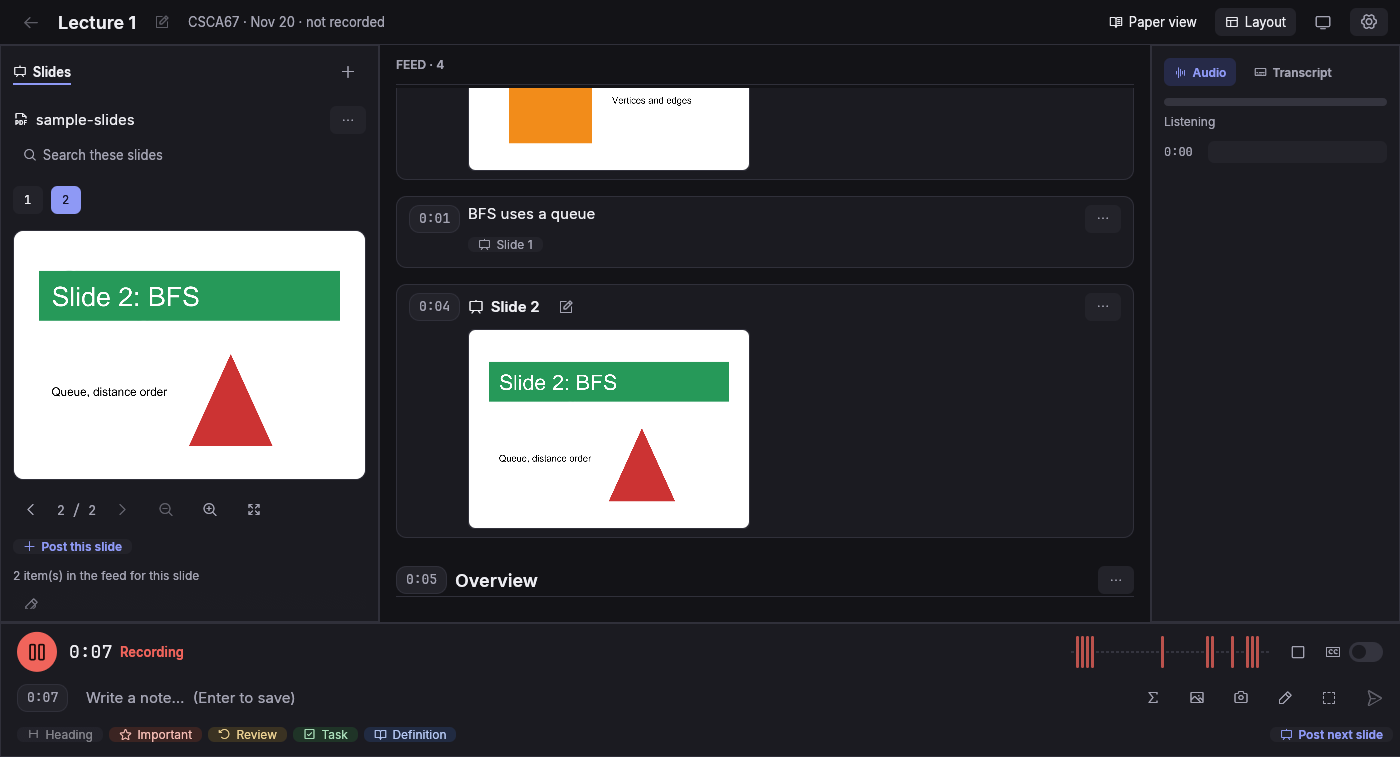 Lecture 1
CSCA67 · Nov 20 · not recorded
Paper view
Layout
Slides
PDF
sample-slides
...
Search these slides
1
2
Slide 2: BFS
Queue, distance order
2 / 2
Post this slide
2 item(s) in the feed for this slide
FEED · 4
Vertices and edges
0:01
BFS uses a queue
...
Slide 1
0:04
Slide 2
...
Slide 2: BFS
Queue, distance order
0:05
Overview
...
Audio
Transcript
Listening
0:00
0:07
Recording
CC
0:07
Write a note... (Enter to save)
Σ
Heading
Important
Review
Task
Definition
Post next slide